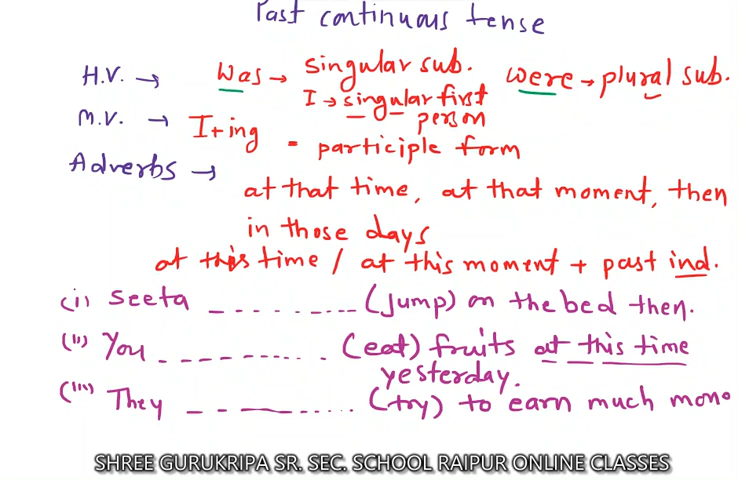 Past continuous tense
H.V. → Was → singular sub. were → plural sub.
I → singular first person
M.V. → I + ing = participle form
Adverbs →
at that time, at that moment, then
in those days
at this time / at this moment + past ind.
(i) Seeta _ _ _ _ _ _ _ (Jump) on the bed then.
(ii) You _ _ _ _ _ _ _ (eat) fruits at this time
yesterday.
(iii) They _ _ _ _ _ _ _ (try) to earn much mone
SHREE GURUKRIPA SR. SEC. SCHOOL RAIPUR ONLINE CLASSES